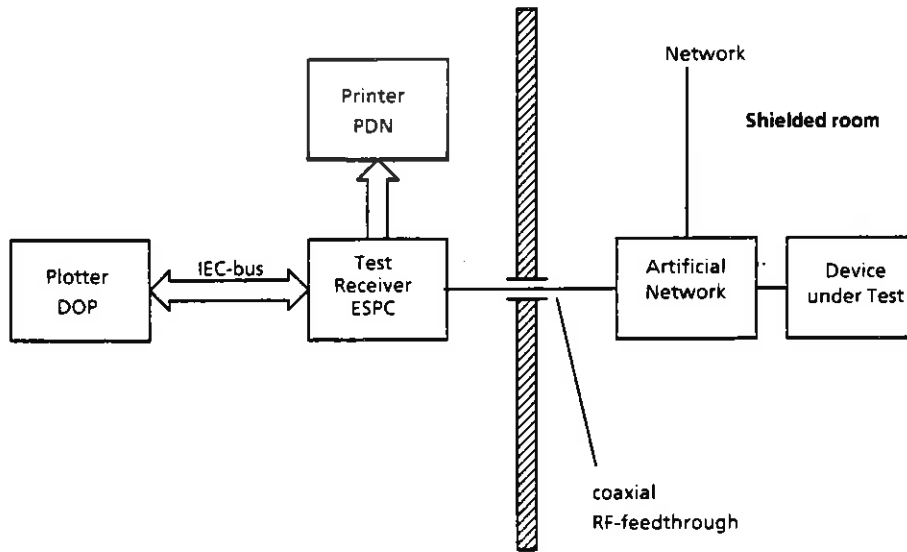 Printer
PDN
Network
Shielded room
Plotter
DOP
IEC-bus
Test
Receiver
ESPC
Artificial
Network
Device
under Test
coaxial
RF-feedthrough